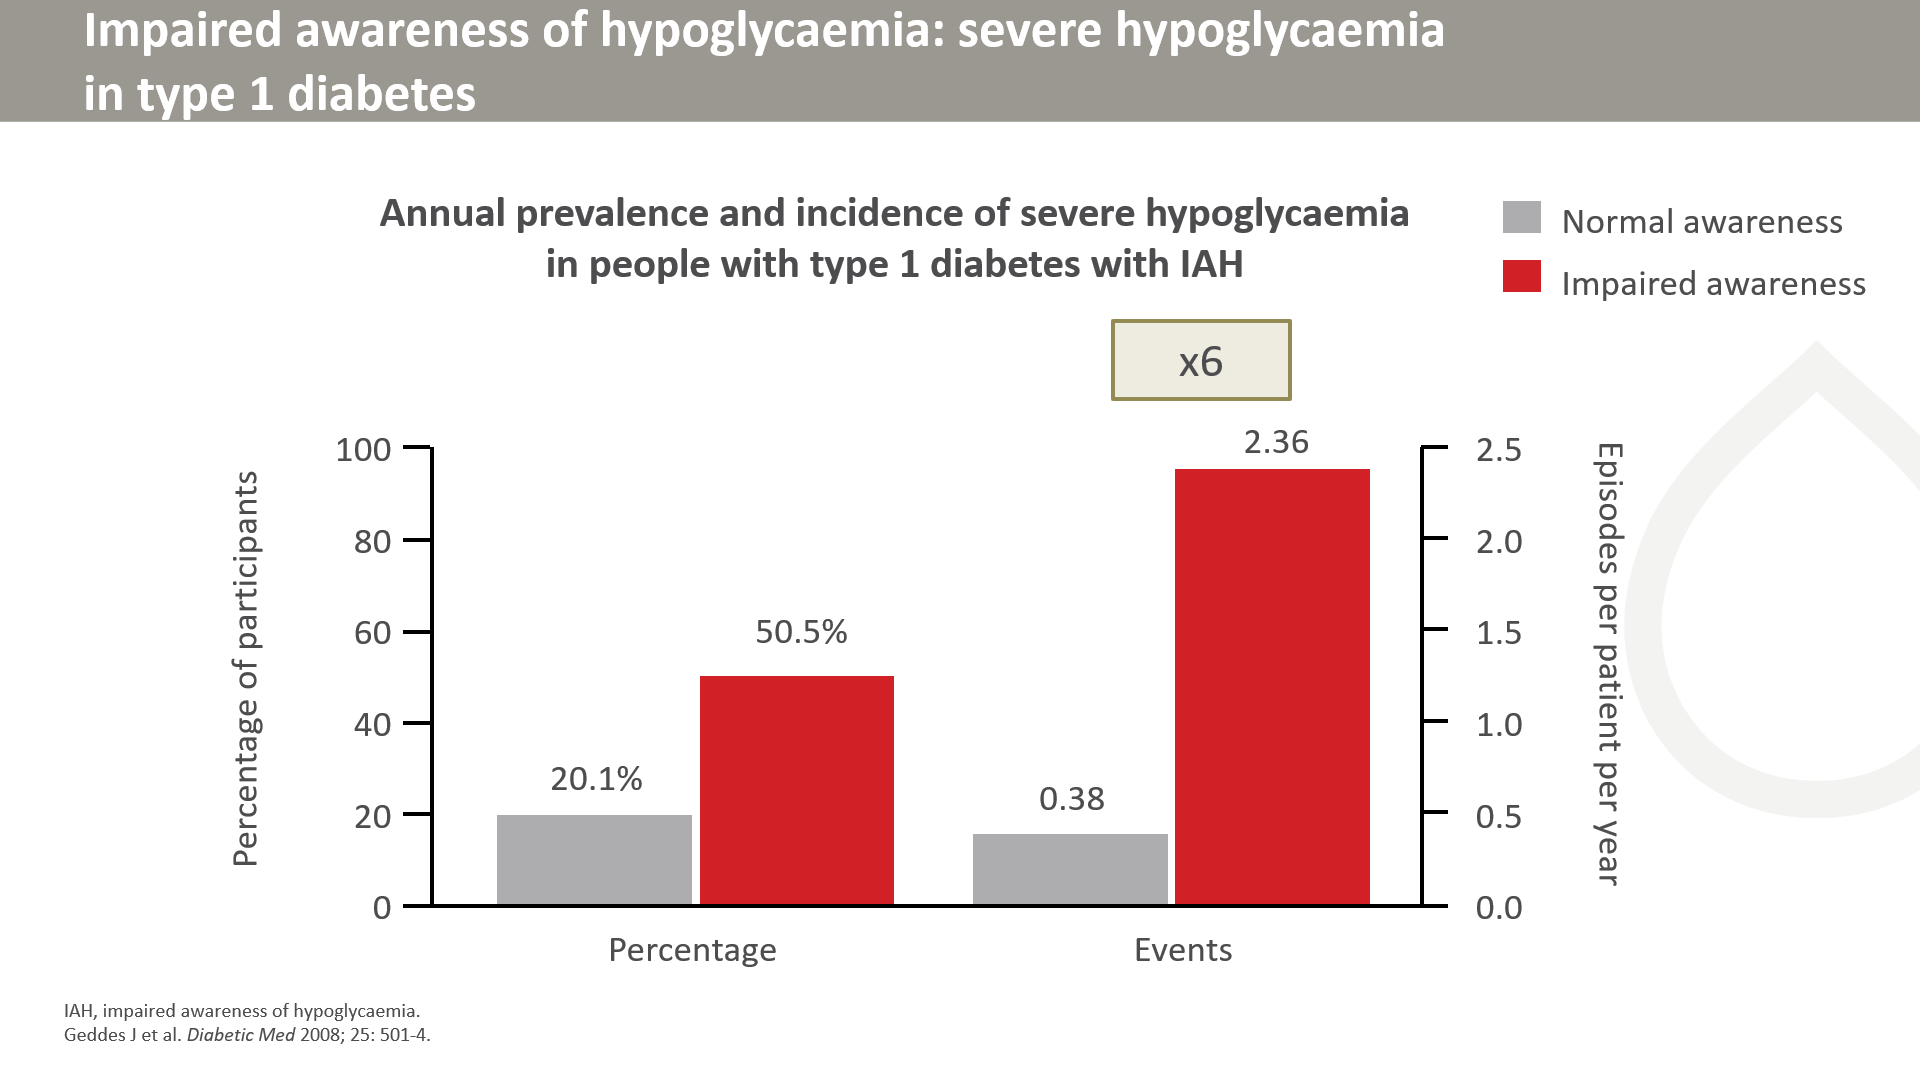 Impaired awareness of hypoglycaemia: severe hypoglycaemia
in type 1 diabetes
Annual prevalence and incidence of severe hypoglycaemia
in people with type 1 diabetes with IAH
Normal awareness
Impaired awareness
x6
Percentage of participants
100
80
60
40
20
0
20.1%
50.5%
0.38
2.36
2.5
2.0
1.5
1.0
0.5
0.0
Episodes per patient per year
Percentage
Events
IAH, impaired awareness of hypoglycaemia.
Geddes J et al. Diabetic Med 2008; 25: 501-4.